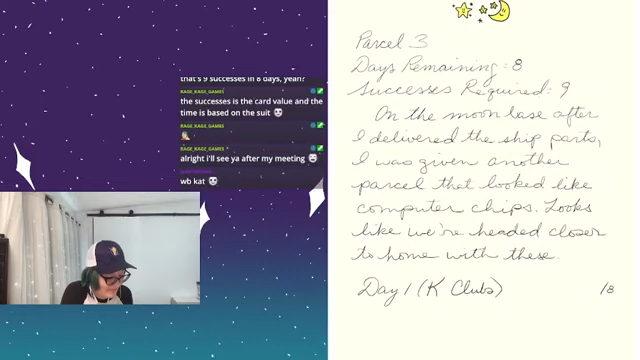 that's 9 successes in 8 days, yeah?
RAGE_KAGE_GAMES
the successes is the card value and the
time is based on the suit
RAGE_KAGE_GAMES
RAGE_KAGE_GAMES
alright i'll see ya after my meeting
wb kat
Parcel 3
Days Remaining: 8
Successes Required: 9
On the moon base after
I delivered the ship parts,
I was given another
parcel that looked like
computer chips. Looks
like we're headed closer
to home with these.
Day 1 (K Clubs) 18